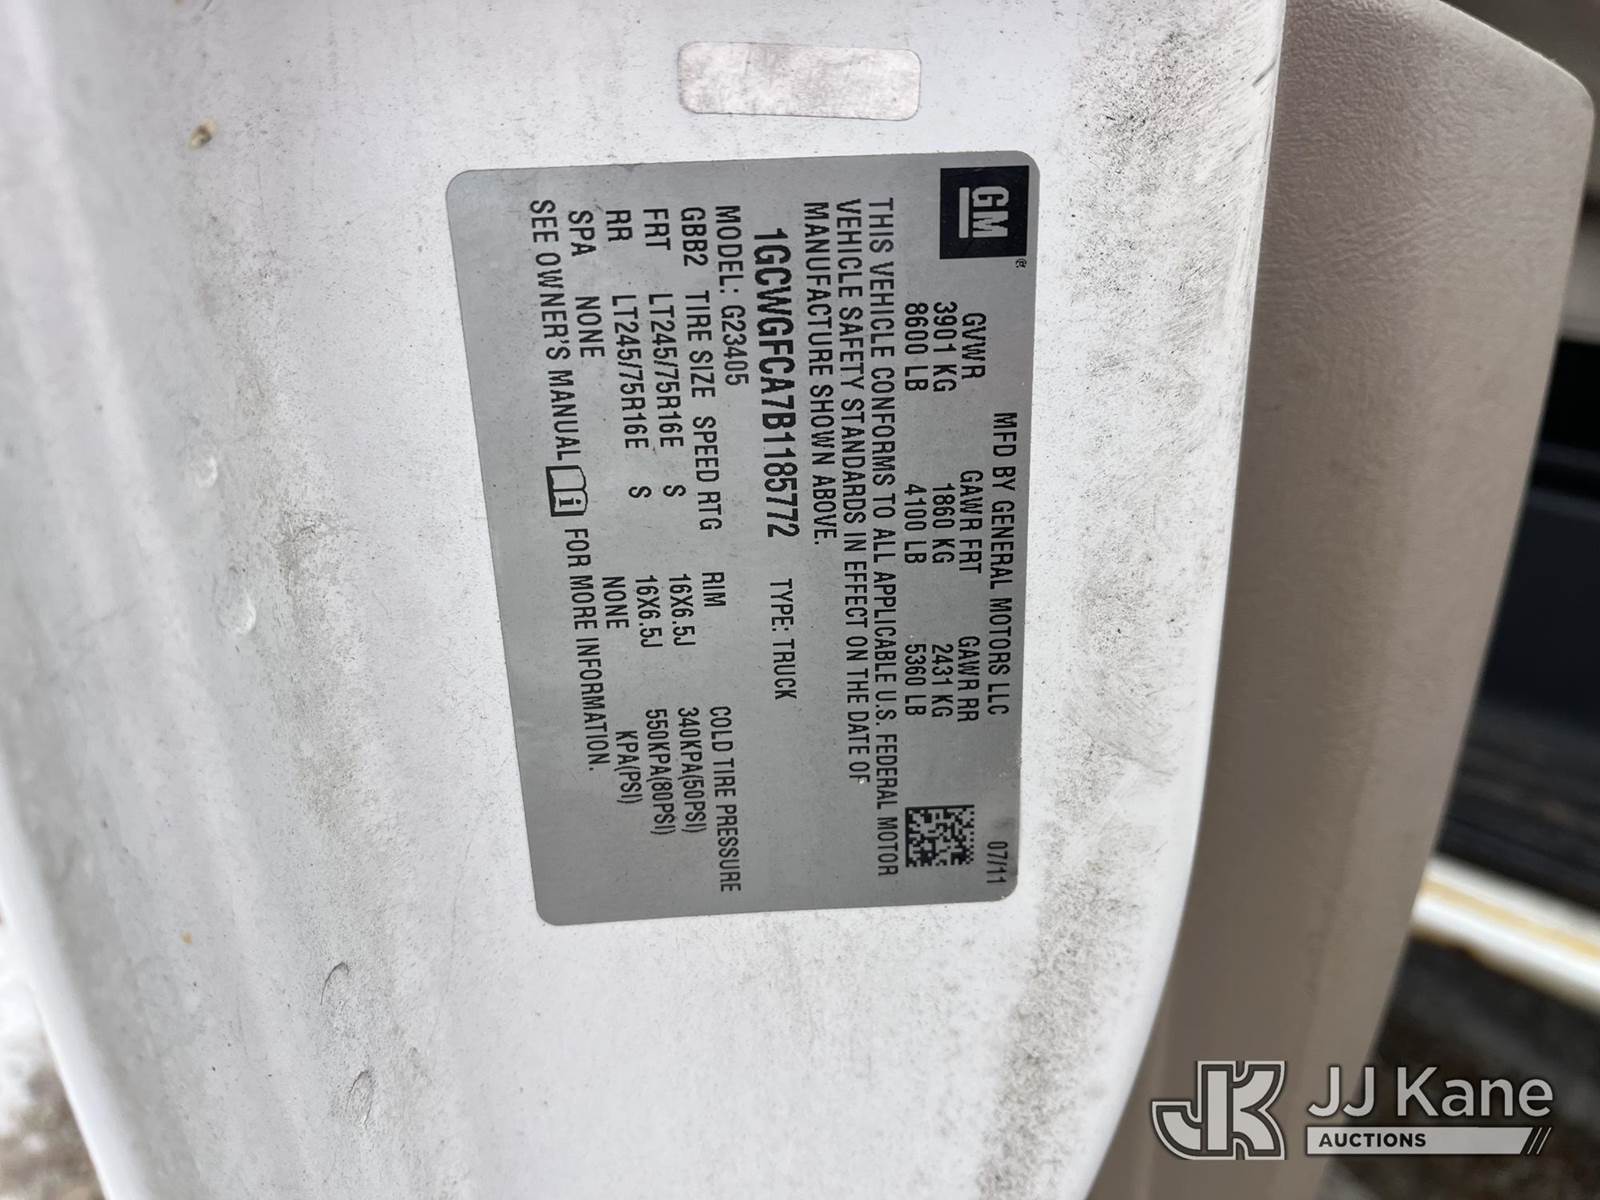 GM®
MFD BY GENERAL MOTORS LLC 07/11
GVWR GAWR FRT GAWR RR
3901 KG 1860 KG 2431 KG
8600 LB 4100 LB 5360 LB
THIS VEHICLE CONFORMS TO ALL APPLICABLE U.S. FEDERAL MOTOR
VEHICLE SAFETY STANDARDS IN EFFECT ON THE DATE OF
MANUFACTURE SHOWN ABOVE.
1GCWGFCA7B1185772 TYPE: TRUCK
MODEL: G23405
GBB2 TIRE SIZE SPEED RTG RIM COLD TIRE PRESSURE
FRT LT245/75R16E S 16X6.5J 340KPA(50PSI)
RR LT245/75R16E S 16X6.5J 550KPA(80PSI)
SPA NONE NONE KPA(PSI)
SEE OWNER'S MANUAL i FOR MORE INFORMATION.
JK JJ Kane
AUCTIONS